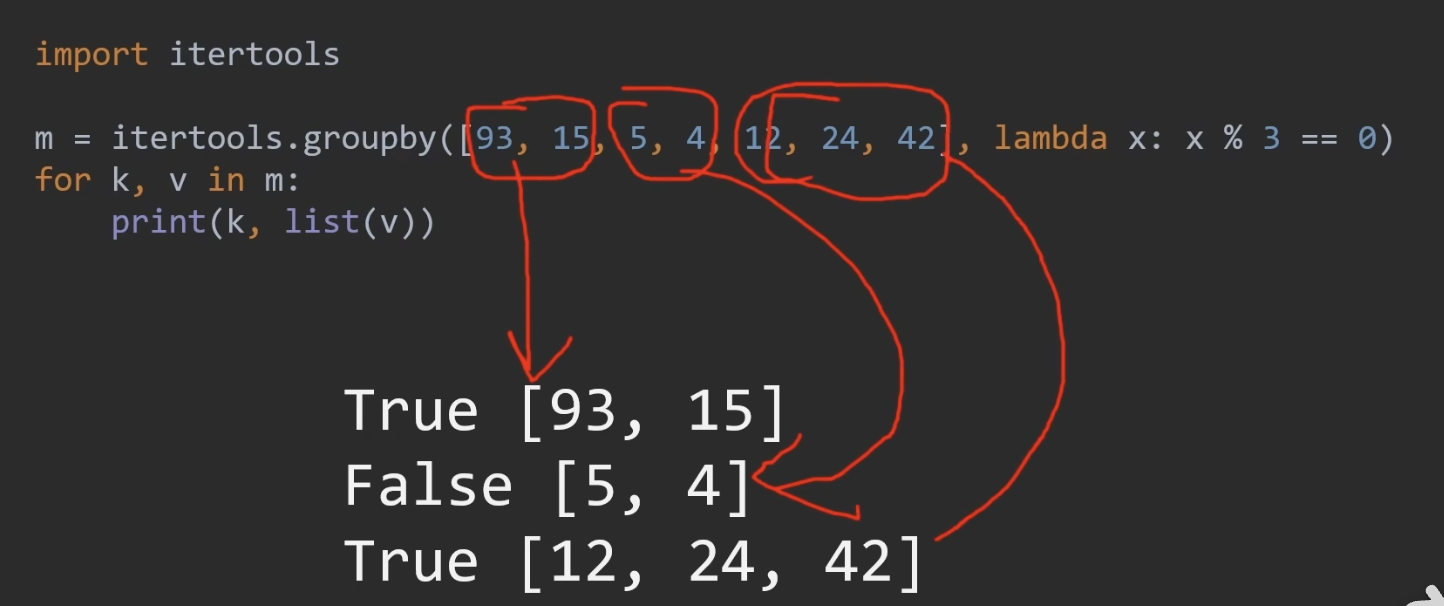 import itertools
m = itertools.groupby([93, 15, 5, 4, 12, 24, 42], lambda x: x % 3 == 0)
for k, v in m:
    print(k, list(v))
True [93, 15]
False [5, 4]
True [12, 24, 42]